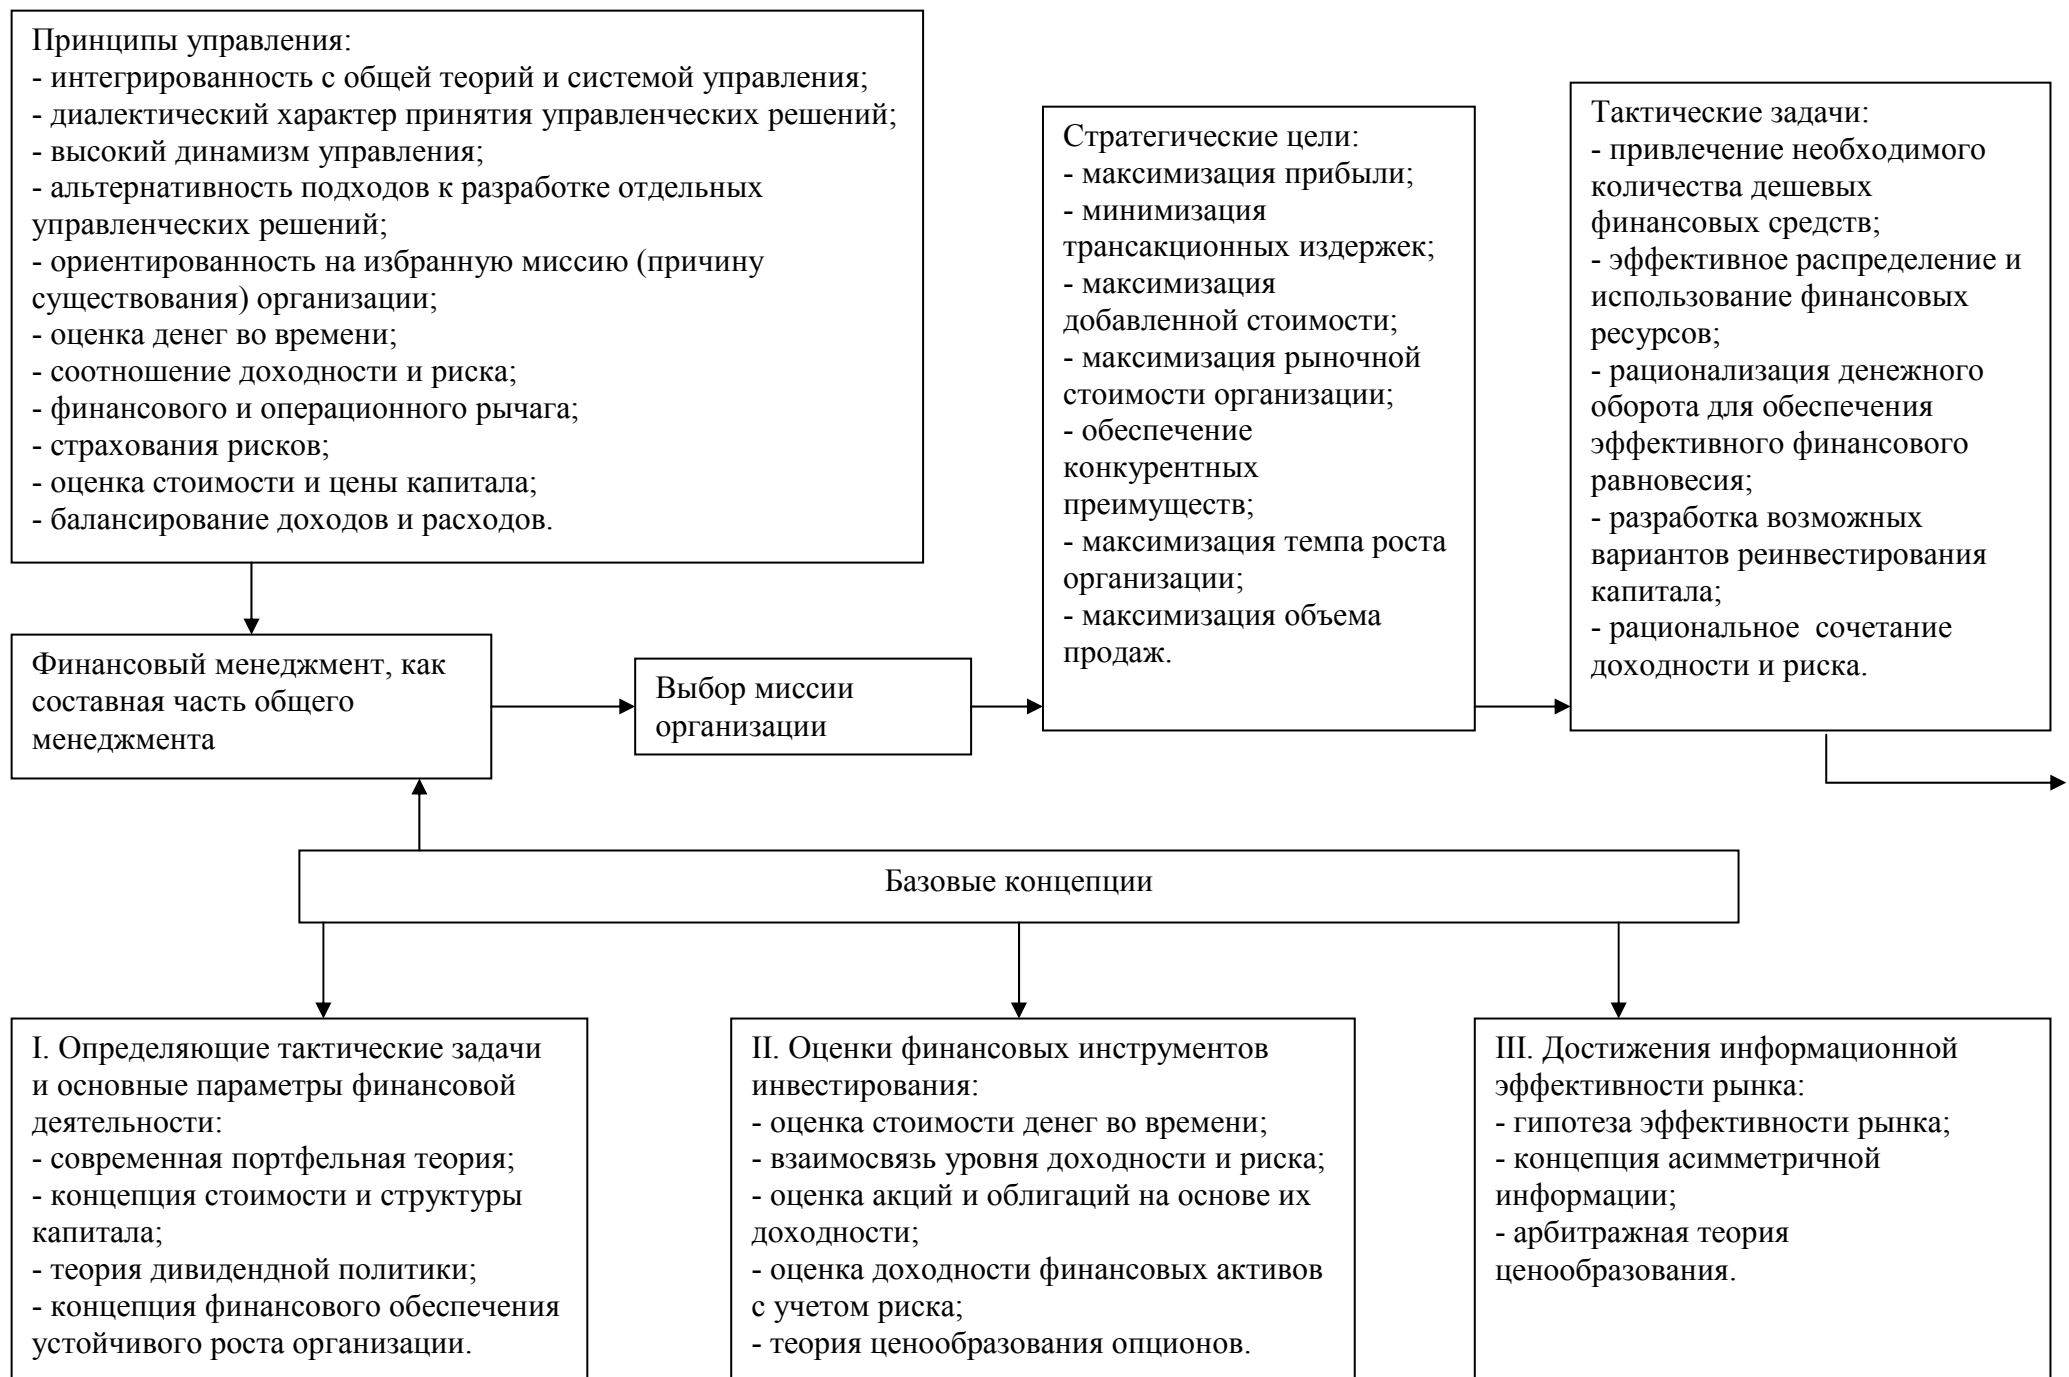 Принципы управления:
- интегрированность с общей теорий и системой управления;
- диалектический характер принятия управленческих решений;
- высокий динамизм управления;
- альтернативность подходов к разработке отдельных
управленческих решений;
- ориентированность на избранную миссию (причину
существования) организации;
- оценка денег во времени;
- соотношение доходности и риска;
- финансового и операционного рычага;
- страхования рисков;
- оценка стоимости и цены капитала;
- балансирование доходов и расходов.
Стратегические цели:
- максимизация прибыли;
- минимизация
трансакционных издержек;
- максимизация
добавленной стоимости;
- максимизация рыночной
стоимости организации;
- обеспечение
конкурентных
преимуществ;
- максимизация темпа роста
организации;
- максимизация объема
продаж.
Тактические задачи:
- привлечение необходимого
количества дешевых
финансовых средств;
- эффективное распределение и
использование финансовых
ресурсов;
- рационализация денежного
оборота для обеспечения
эффективного финансового
равновесия;
- разработка возможных
вариантов реинвестирования
капитала;
- рациональное  сочетание
доходности и риска.
Финансовый менеджмент, как
составная часть общего
менеджмента
Выбор миссии
организации
Базовые концепции
I. Определяющие тактические задачи
и основные параметры финансовой
деятельности:
- современная портфельная теория;
- концепция стоимости и структуры
капитала;
- теория дивидендной политики;
- концепция финансового обеспечения
устойчивого роста организации.
II. Оценки финансовых инструментов
инвестирования:
- оценка стоимости денег во времени;
- взаимосвязь уровня доходности и риска;
- оценка акций и облигаций на основе их
доходности;
- оценка доходности финансовых активов
с учетом риска;
- теория ценообразования опционов.
III. Достижения информационной
эффективности рынка:
- гипотеза эффективности рынка;
- концепция асимметричной
информации;
- арбитражная теория
ценообразования.